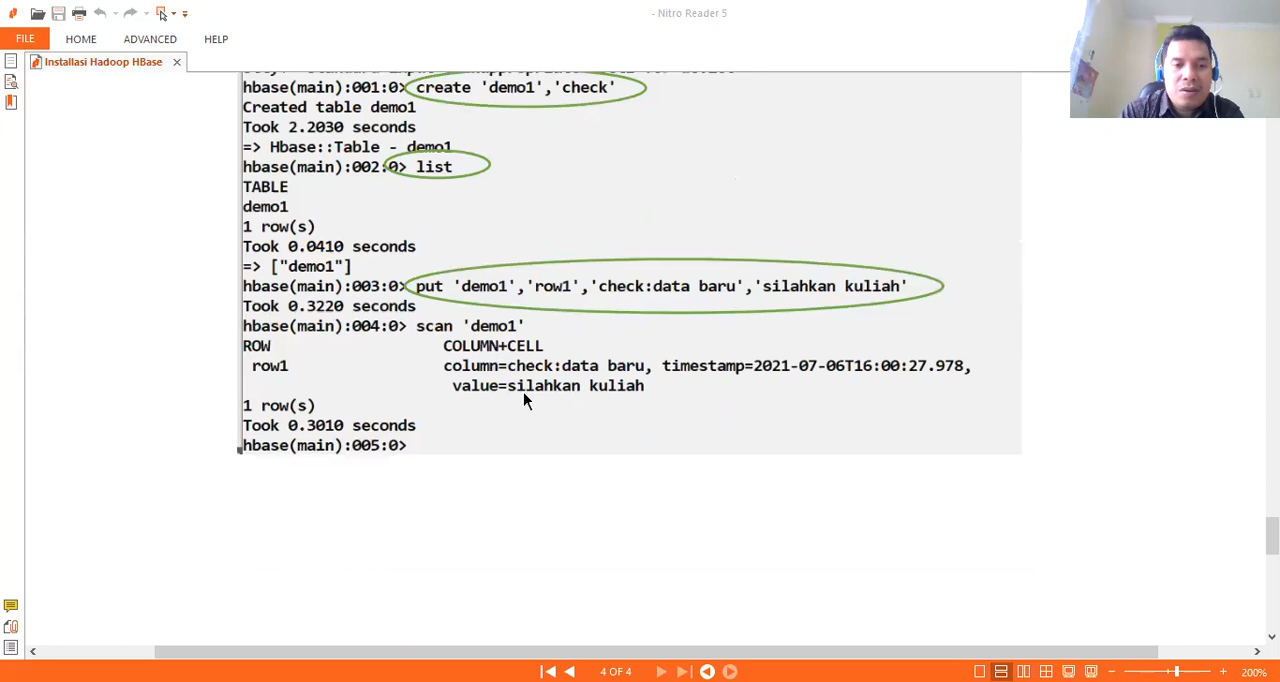 - Nitro Reader 5
FILE
HOME
ADVANCED
HELP
Installasi Hadoop HBase
hbase(main):001:0> create 'demo1','check'
Created table demo1
Took 2.2030 seconds
=> Hbase::Table - demo1
hbase(main):002:0> list
TABLE
demo1
1 row(s)
Took 0.0410 seconds
=> ["demo1"]
hbase(main):003:0> put 'demo1','row1','check:data baru','silahkan kuliah'
Took 0.3220 seconds
hbase(main):004:0> scan 'demo1'
ROW COLUMN+CELL
row1 column=check:data baru, timestamp=2021-07-06T16:00:27.978,
value=silahkan kuliah
1 row(s)
Took 0.3010 seconds
hbase(main):005:0>
4 OF 4
200%